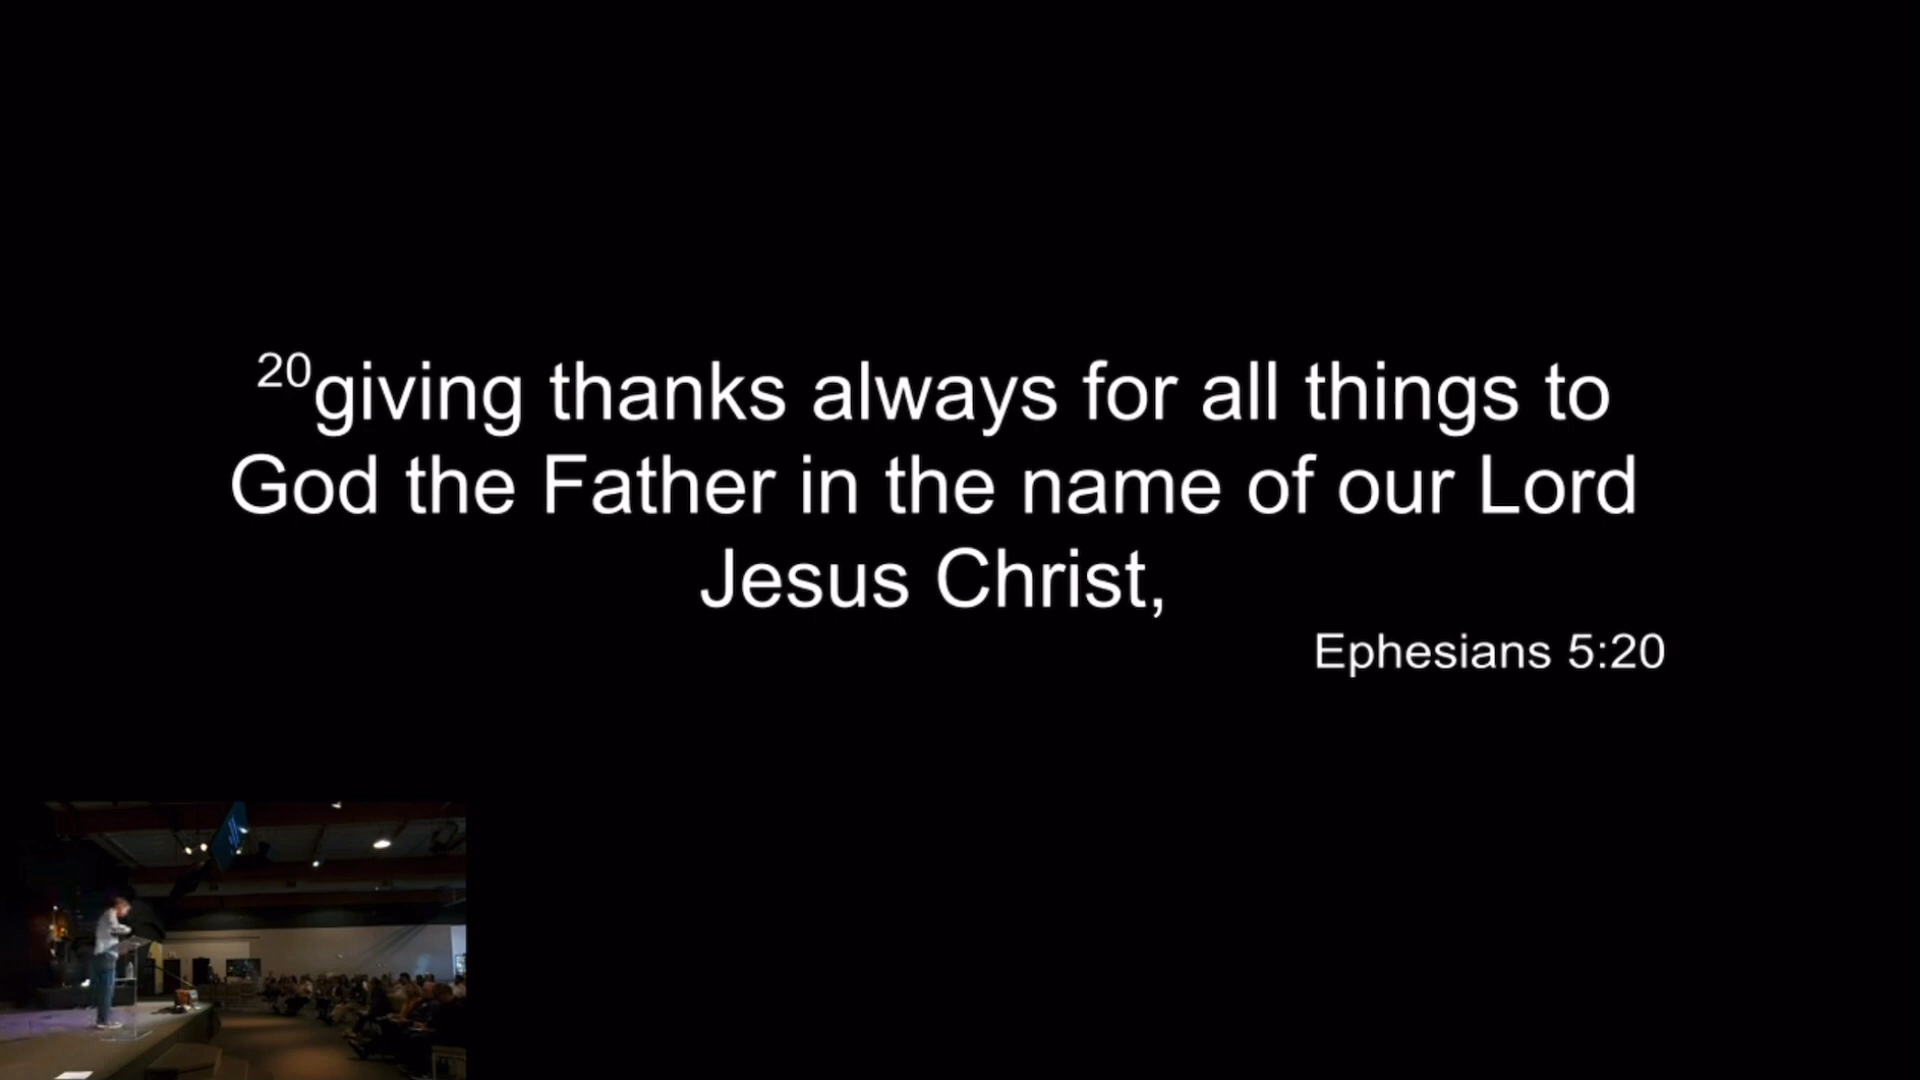 20giving thanks always for all things to
God the Father in the name of our Lord
Jesus Christ,
Ephesians 5:20